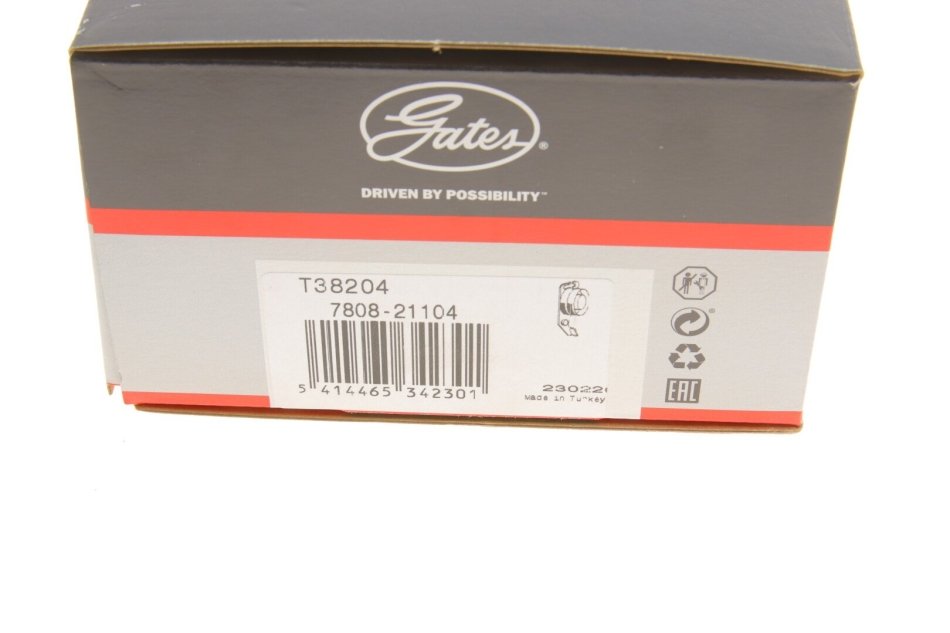 Gates®
DRIVEN BY POSSIBILITY™
T38204
7808-21104
5 414465 342301
Made in Turkey
EAC